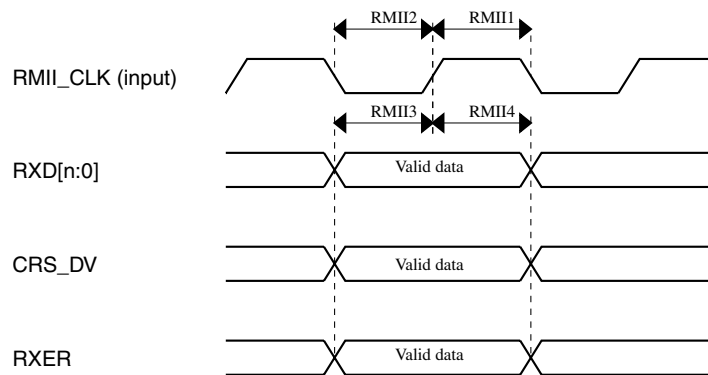 RMII2 RMII1
RMII_CLK (input)
RMII3 RMII4
RXD[n:0] Valid data
CRS_DV Valid data
RXER Valid data